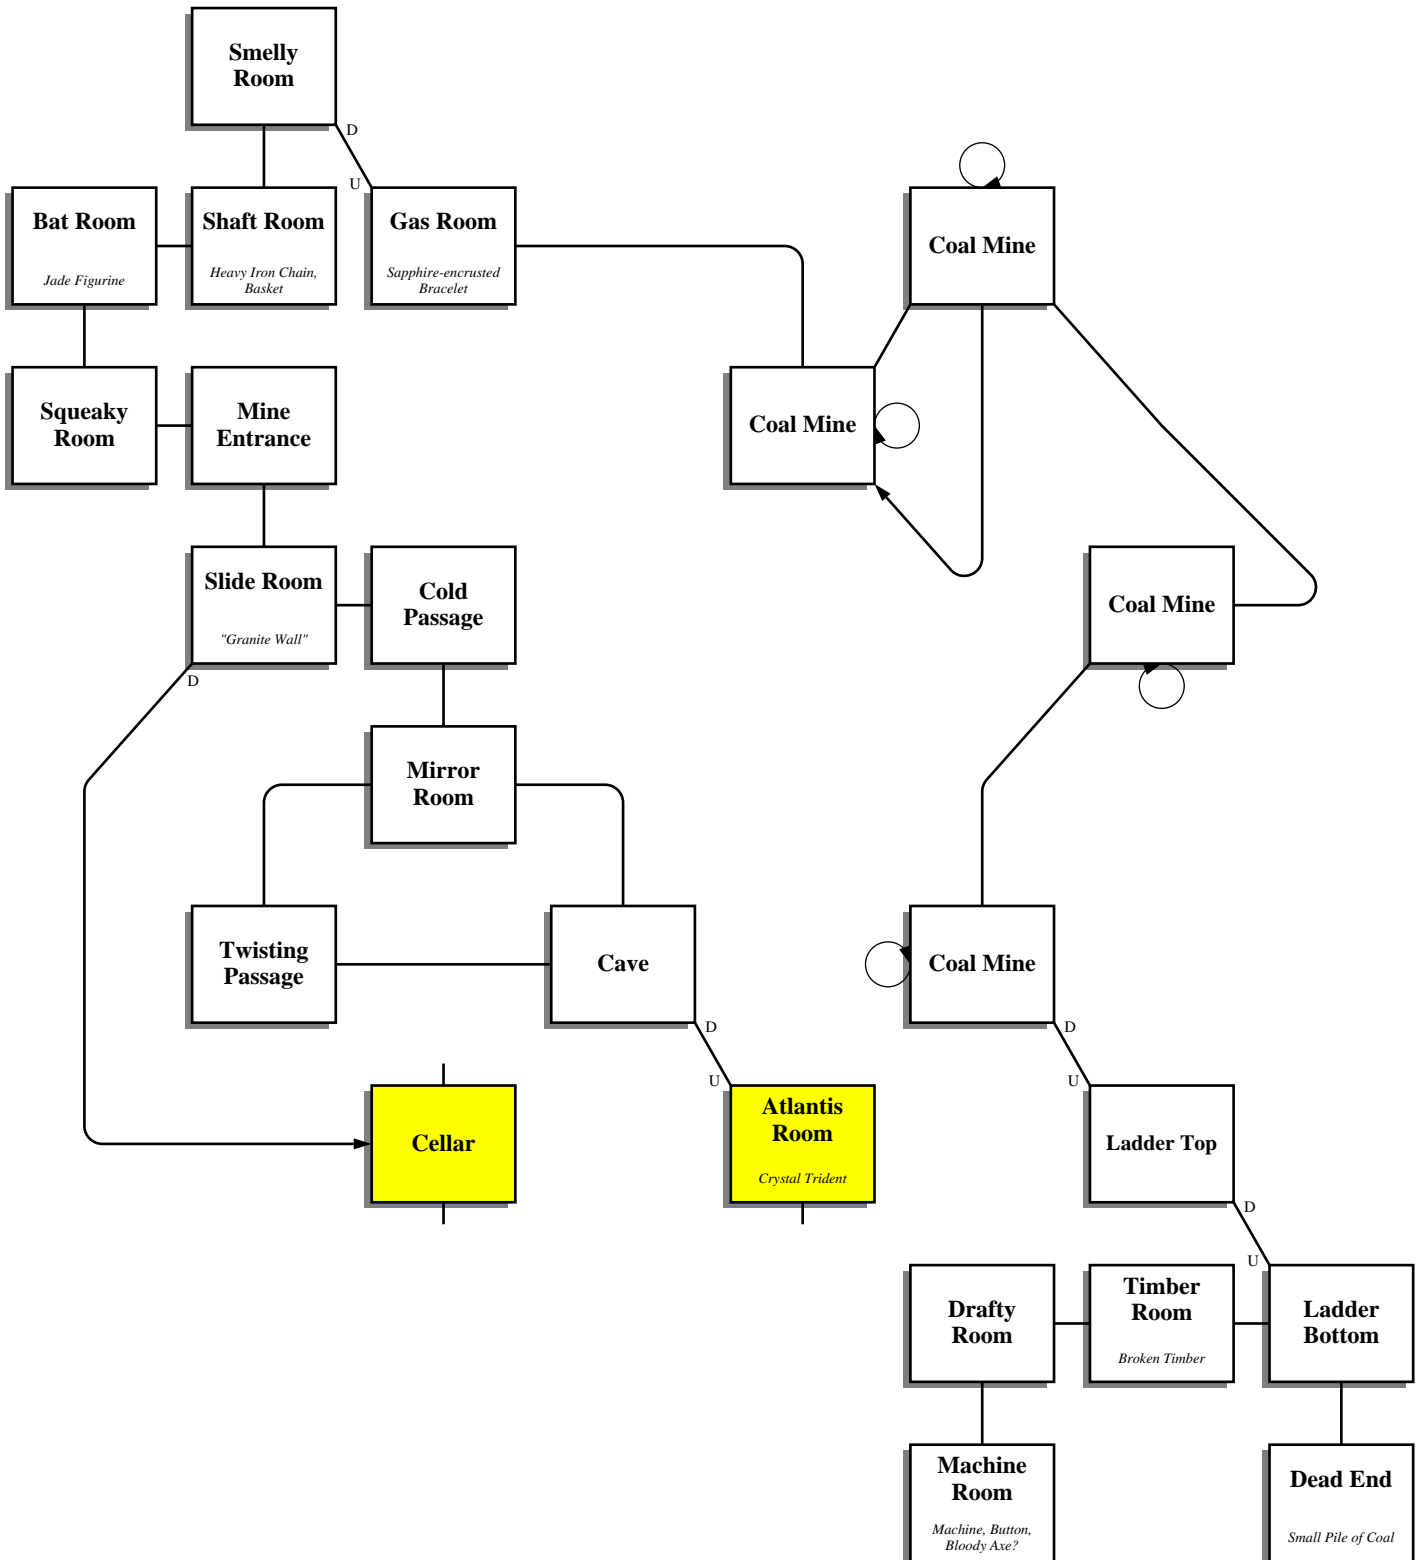 Smelly
Room
D
U
Bat Room
Jade Figurine
Shaft Room
Heavy Iron Chain,
Basket
Gas Room
Sapphire-encrusted
Bracelet
Coal Mine
Squeaky
Room
Mine
Entrance
Coal Mine
Slide Room
"Granite Wall"
D
Cold
Passage
Coal Mine
Mirror
Room
Twisting
Passage
Cave
D
U
Coal Mine
D
U
Cellar
Atlantis
Room
Crystal Trident
Ladder Top
D
U
Drafty
Room
Timber
Room
Broken Timber
Ladder
Bottom
Machine
Room
Machine, Button,
Bloody Axe?
Dead End
Small Pile of Coal